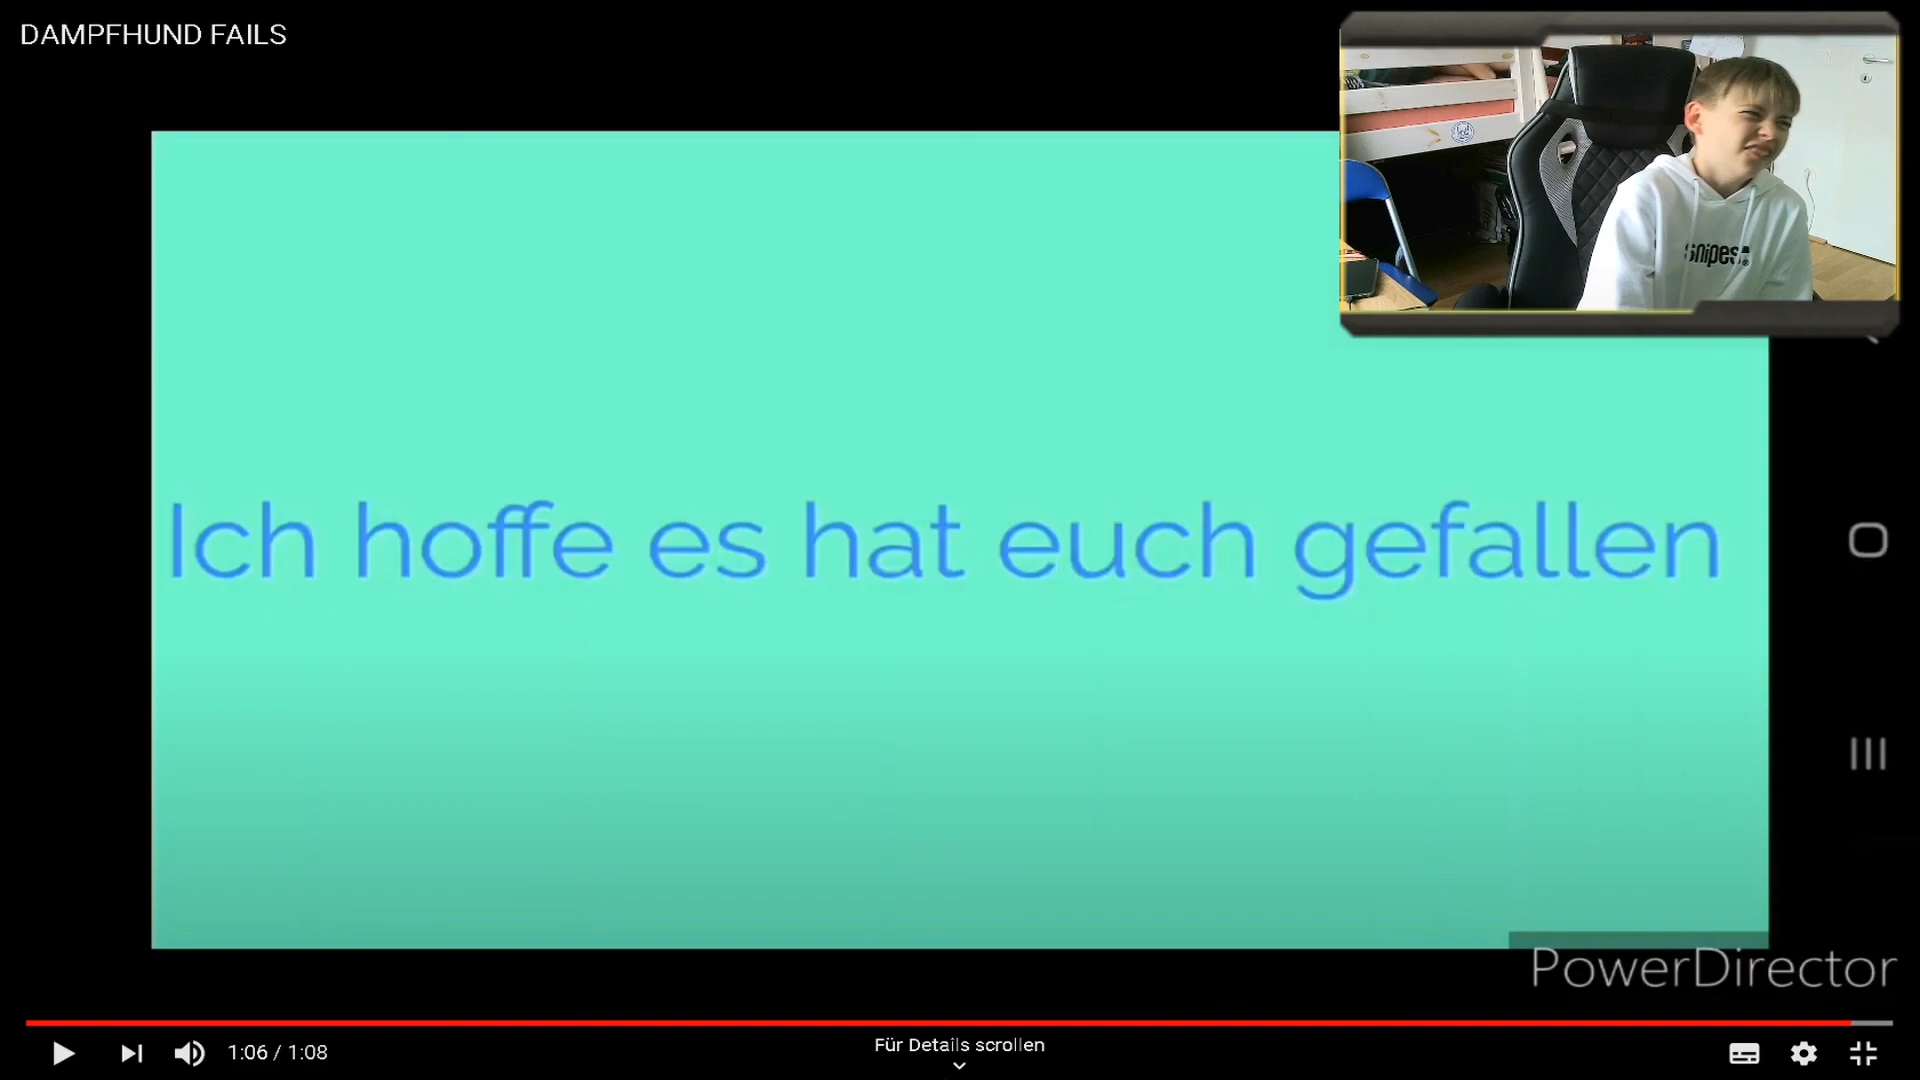 DAMPFHUND FAILS
snipes
Ich hoffe es hat euch gefallen
PowerDirector
1:06 / 1:08
Für Details scrollen